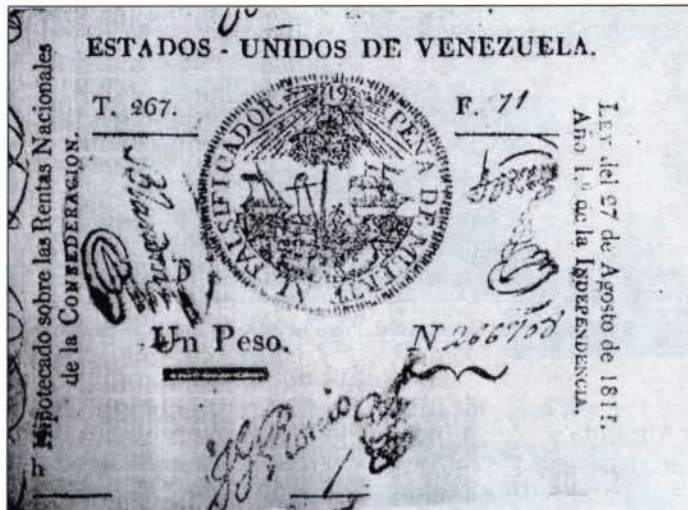 ESTADOS - UNIDOS DE VENEZUELA.
T. 267.
F. 71
19
PENA DE MUERTE AL FALSIFICADOR
Hipotecado sobre las Rentas Nacionales
de la CONFEDERACION.
LEY del 27 de Agosto de 1811.
Año 1.º de la INDEPENDENCIA.
B
Un Peso.
N
h